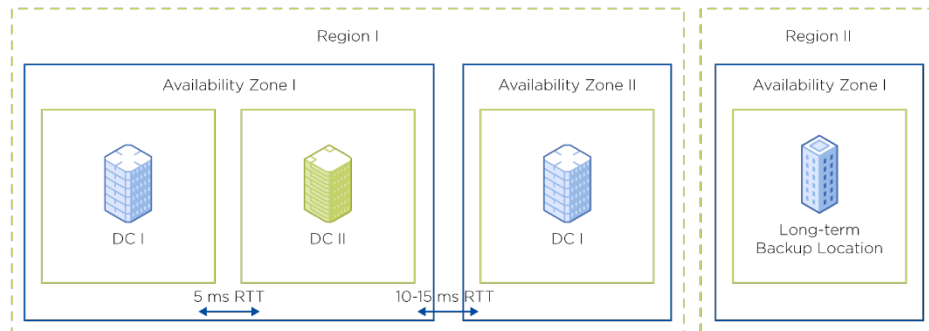 Region I
Region II
Availability Zone I
Availability Zone II
Availability Zone I
DC I
DC II
DC I
Long-term
Backup Location
5 ms RTT
10-15 ms RTT